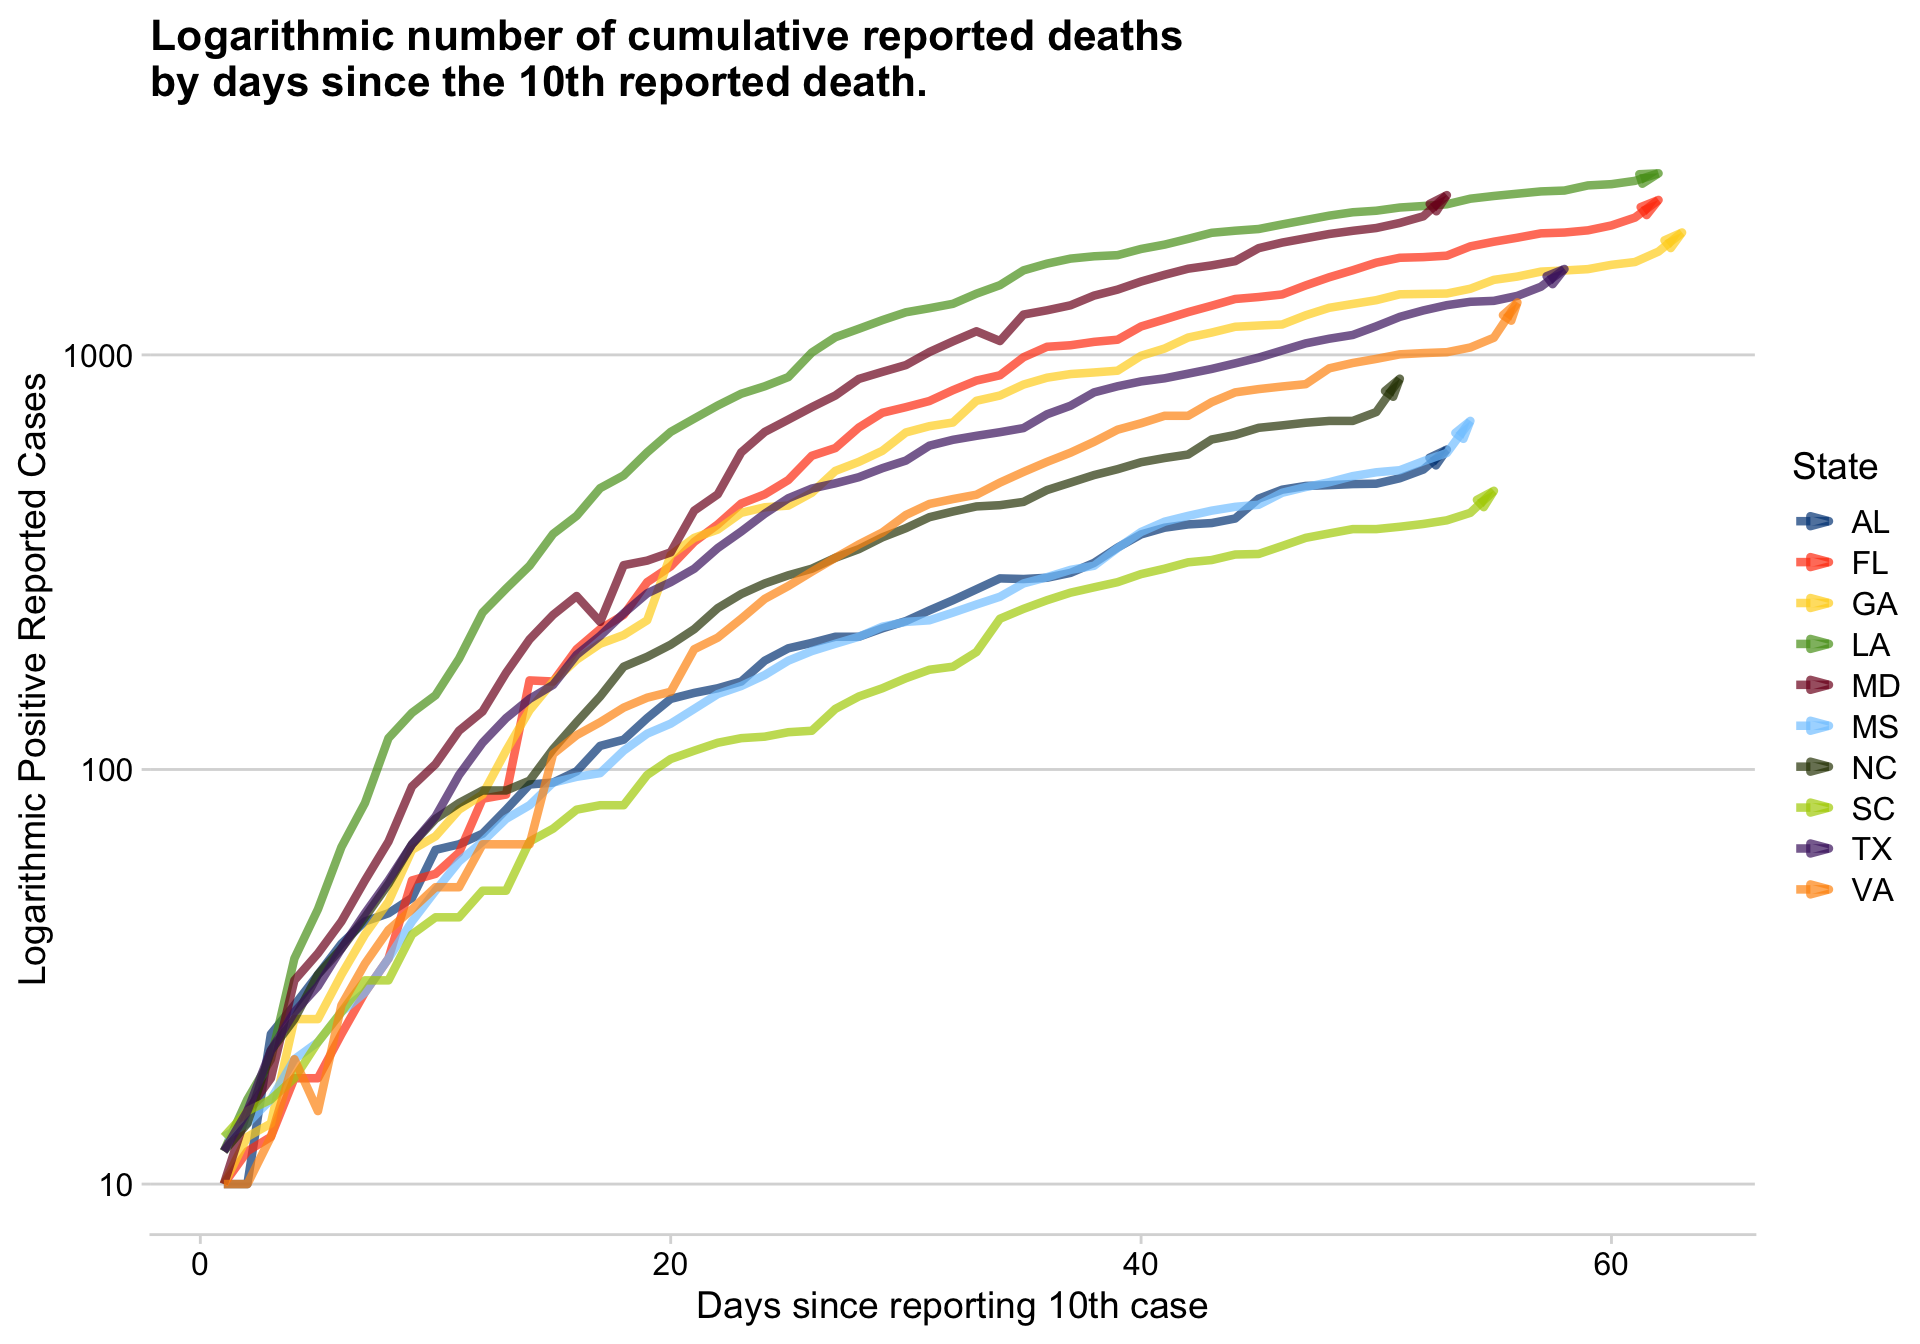 Logarithmic number of cumulative reported deaths
by days since the 10th reported death.
Logarithmic Positive Reported Cases
1000
100
10
0
20
40
60
Days since reporting 10th case
State
AL
FL
GA
LA
MD
MS
NC
SC
TX
VA